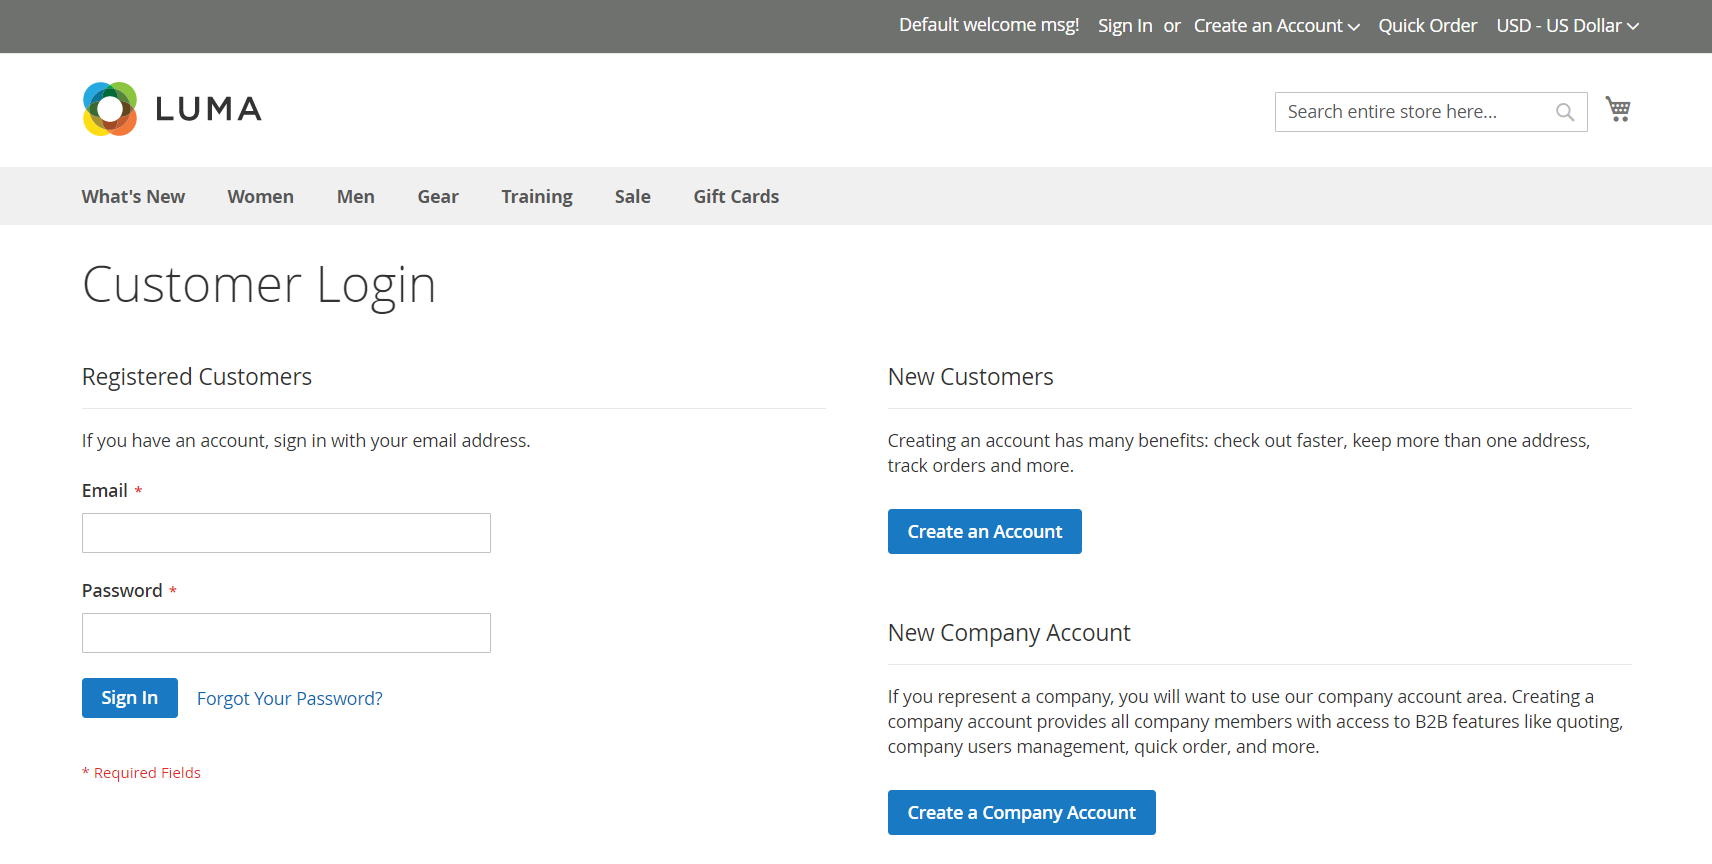 Default welcome msg! Sign In or Create an Account Quick Order USD - US Dollar
LUMA
Search entire store here...
What's New Women Men Gear Training Sale Gift Cards
Customer Login
Registered Customers
If you have an account, sign in with your email address.
Email *
Password *
Sign In Forgot Your Password?
* Required Fields
New Customers
Creating an account has many benefits: check out faster, keep more than one address,
track orders and more.
Create an Account
New Company Account
If you represent a company, you will want to use our company account area. Creating a
company account provides all company members with access to B2B features like quoting,
company users management, quick order, and more.
Create a Company Account